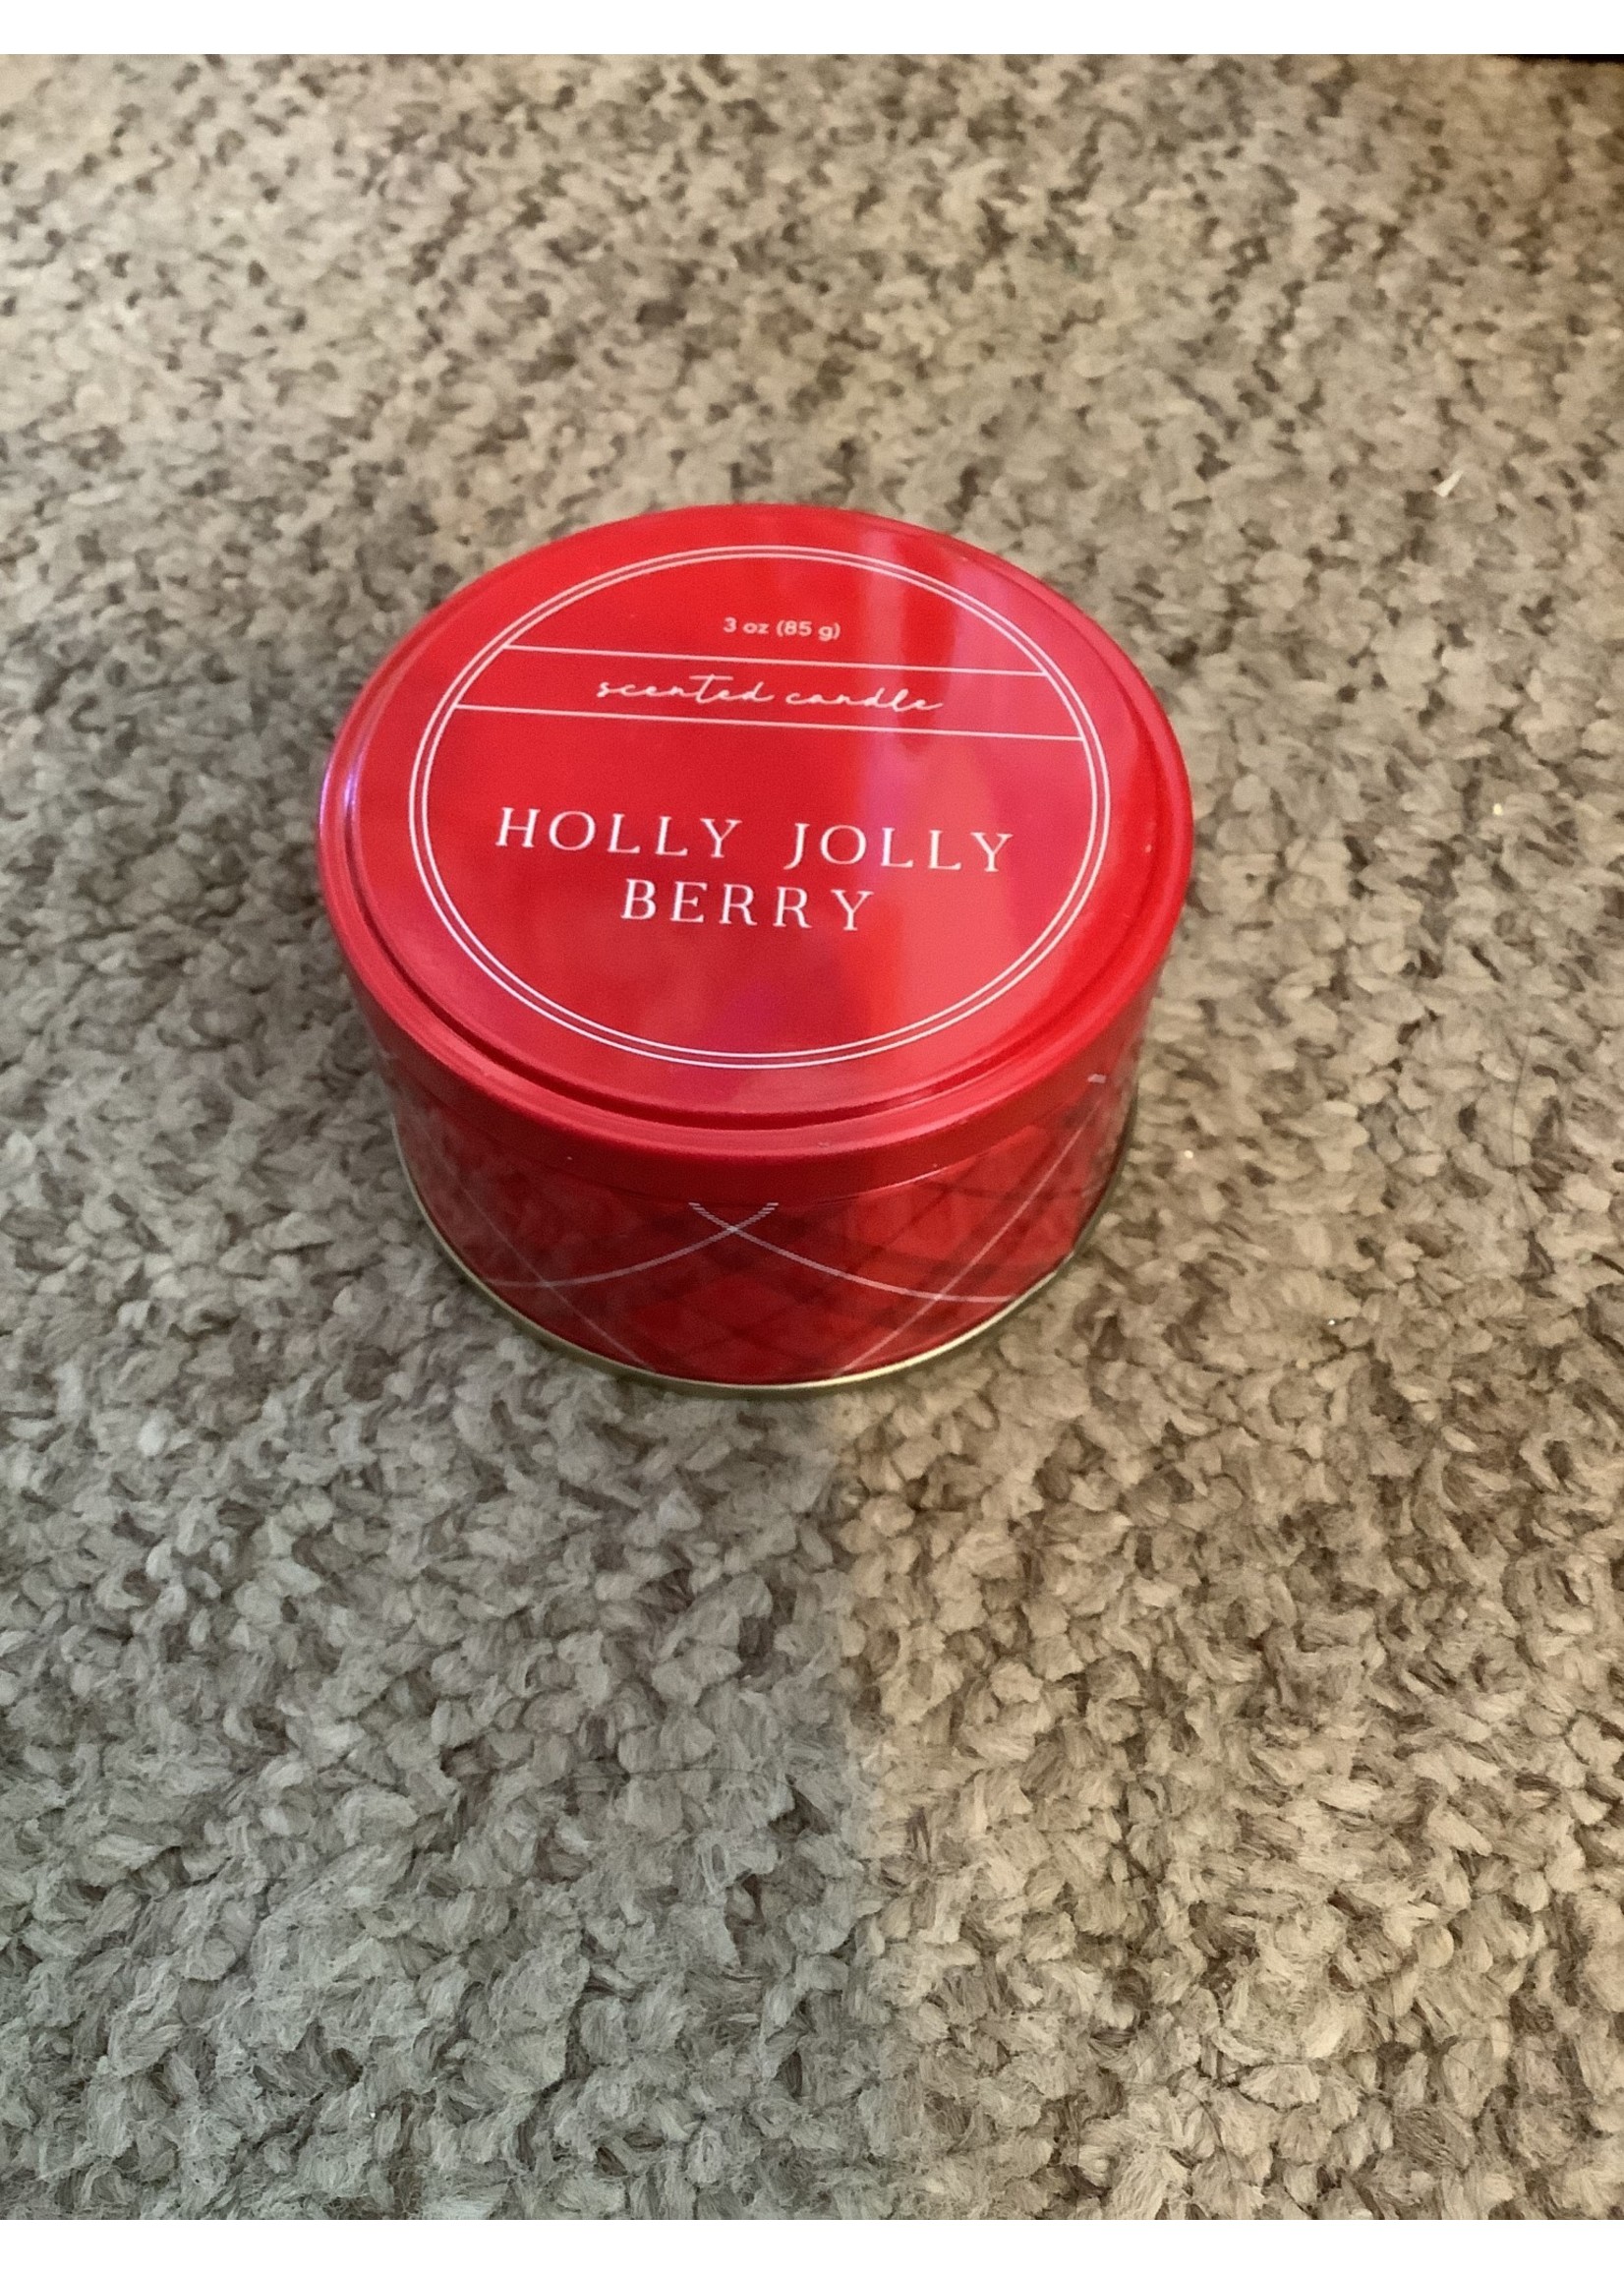 3 oz (85 g)
scented candle
HOLLY JOLLY
BERRY